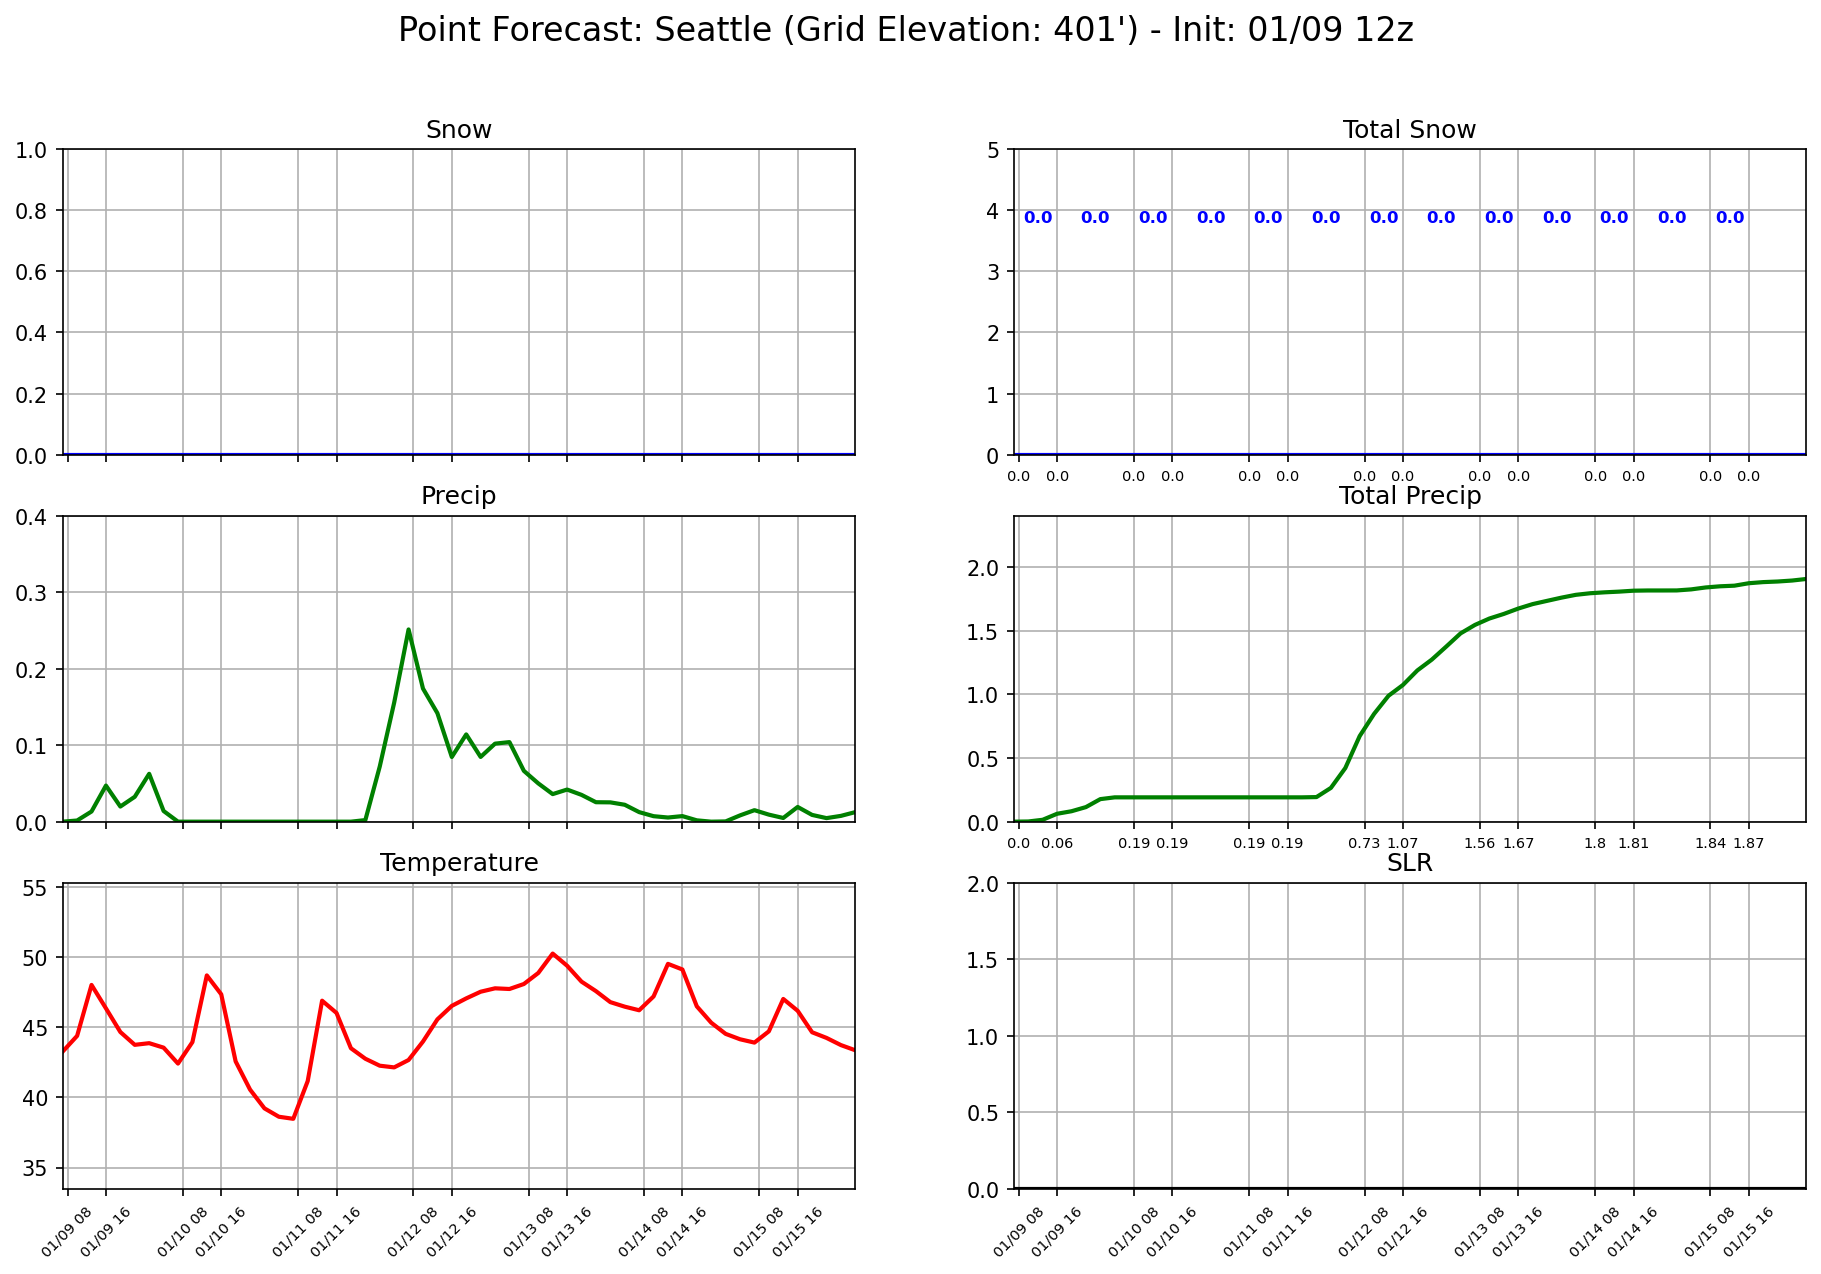 Point Forecast: Seattle (Grid Elevation: 401') - Init: 01/09 12z
Snow
1.0
0.8
0.6
0.4
0.2
0.0
Total Snow
5
4
3
2
1
0
0.0 0.0 0.0 0.0 0.0 0.0 0.0 0.0 0.0 0.0 0.0 0.0 0.0
0.0 0.0 0.0 0.0 0.0 0.0 0.0 0.0 0.0 0.0 0.0 0.0 0.0 0.0
Precip
0.4
0.3
0.2
0.1
0.0
Total Precip
2.0
1.5
1.0
0.5
0.0
0.0 0.06 0.19 0.19 0.19 0.19 0.73 1.07 1.56 1.67 1.8 1.81 1.84 1.87
Temperature
55
50
45
40
35
01/09 08 01/09 16 01/10 08 01/10 16 01/11 08 01/11 16 01/12 08 01/12 16 01/13 08 01/13 16 01/14 08 01/14 16 01/15 08 01/15 16
SLR
2.0
1.5
1.0
0.5
0.0
01/09 08 01/09 16 01/10 08 01/10 16 01/11 08 01/11 16 01/12 08 01/12 16 01/13 08 01/13 16 01/14 08 01/14 16 01/15 08 01/15 16